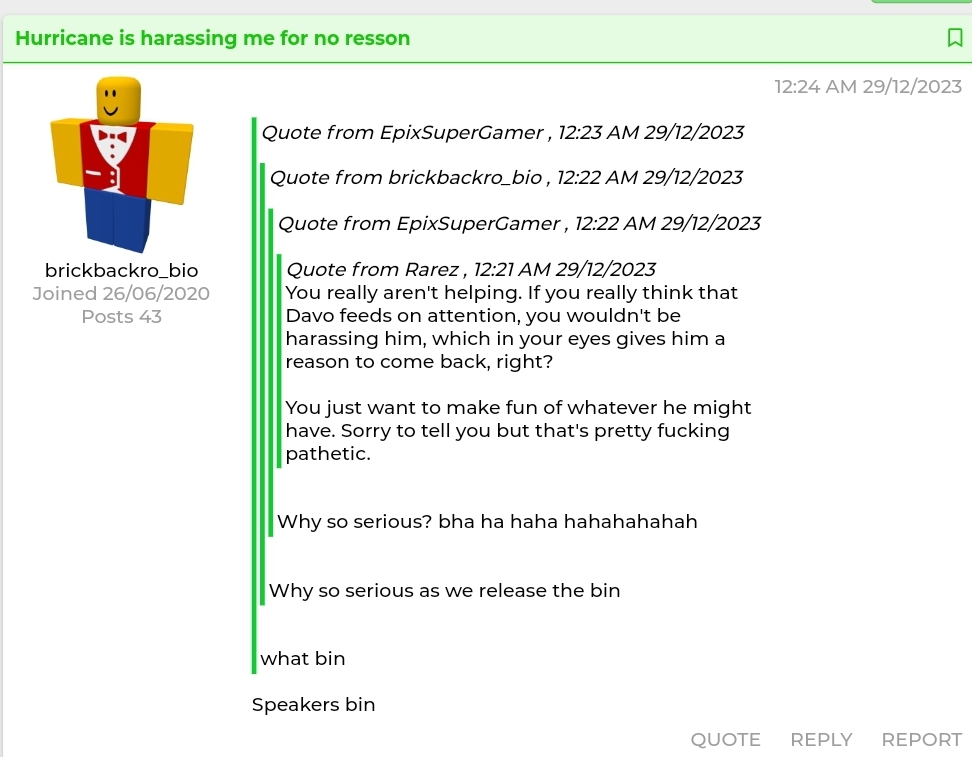 Hurricane is harassing me for no resson
12:24 AM 29/12/2023
brickbackro_bio
Joined 26/06/2020
Posts 43
Quote from EpixSuperGamer , 12:23 AM 29/12/2023
Quote from brickbackro_bio , 12:22 AM 29/12/2023
Quote from EpixSuperGamer , 12:22 AM 29/12/2023
Quote from Rarez , 12:21 AM 29/12/2023
You really aren't helping. If you really think that
Davo feeds on attention, you wouldn't be
harassing him, which in your eyes gives him a
reason to come back, right?
You just want to make fun of whatever he might
have. Sorry to tell you but that's pretty fucking
pathetic.
Why so serious? bha ha haha hahahahahah
Why so serious as we release the bin
what bin
Speakers bin
QUOTE REPLY REPORT